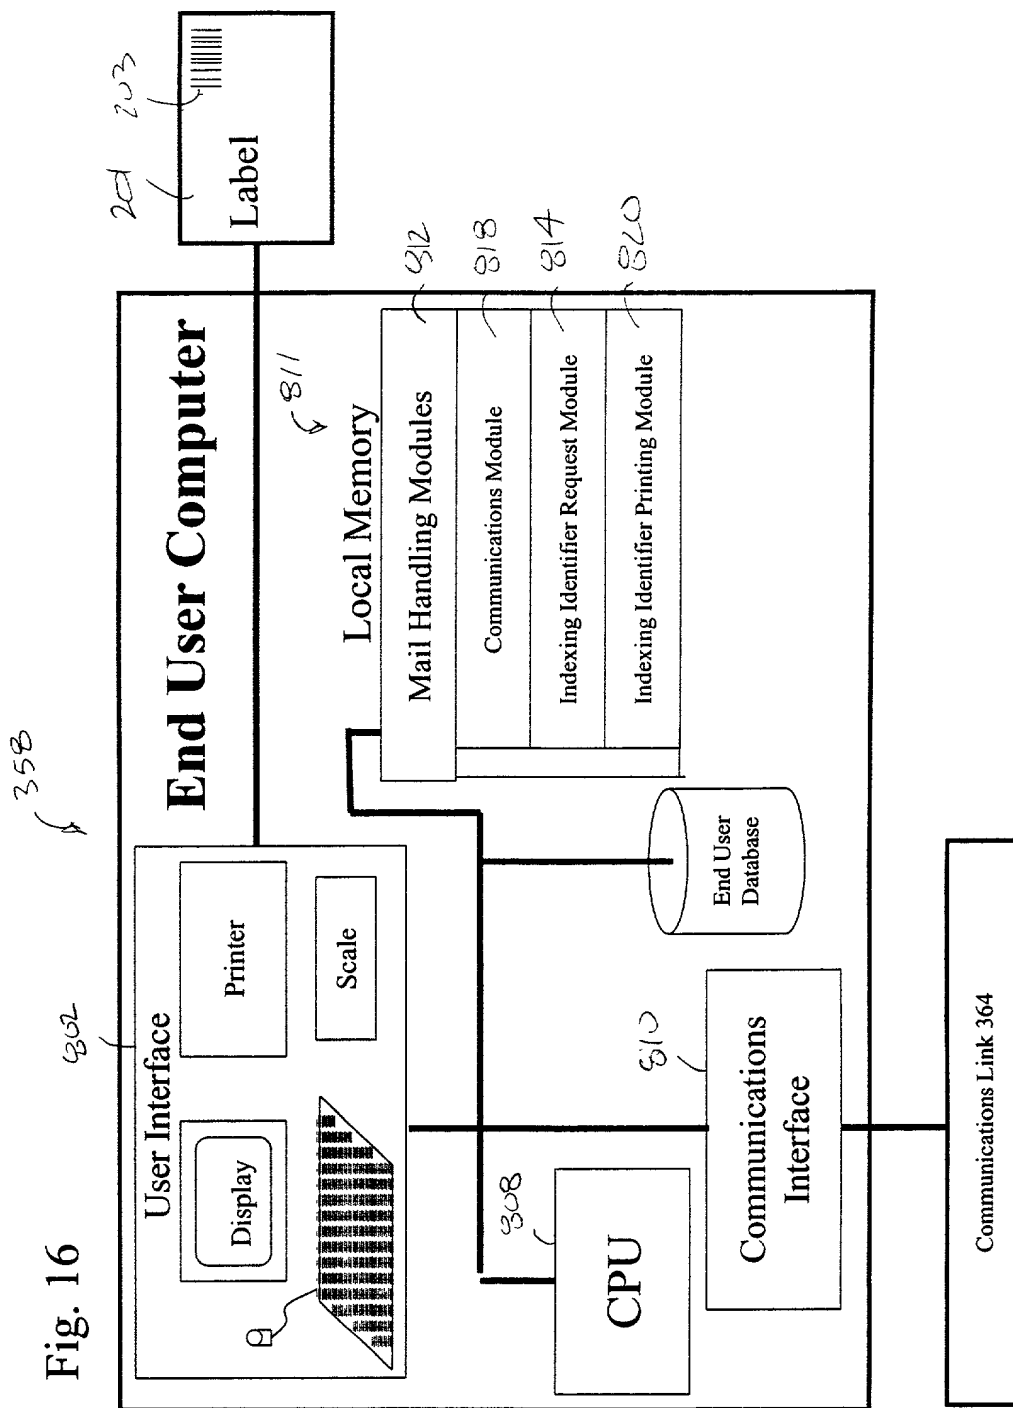 Fig. 16
358
End User Computer
802
User Interface
Display
Printer
Scale
201
203
Label
811
Local Memory
Mail Handling Modules
812
Communications Module
818
Indexing Identifier Request Module
814
Indexing Identifier Printing Module
820
808
CPU
810
Communications
Interface
End User
Database
Communications Link 364